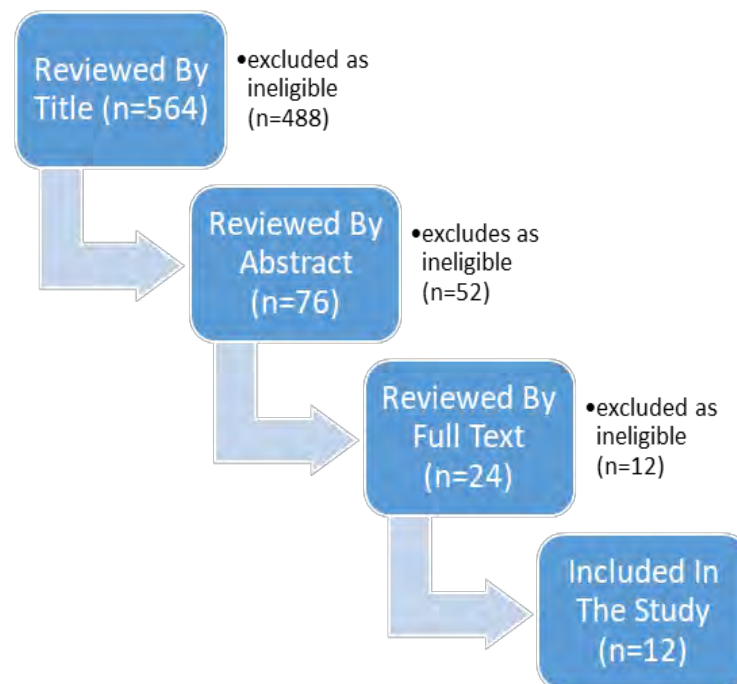 Reviewed By
Title (n=564)
•excluded as
ineligible
(n=488)
Reviewed By
Abstract
(n=76)
•excludes as
ineligible
(n=52)
Reviewed By
Full Text
(n=24)
•excluded as
ineligible
(n=12)
Included In
The Study
(n=12)